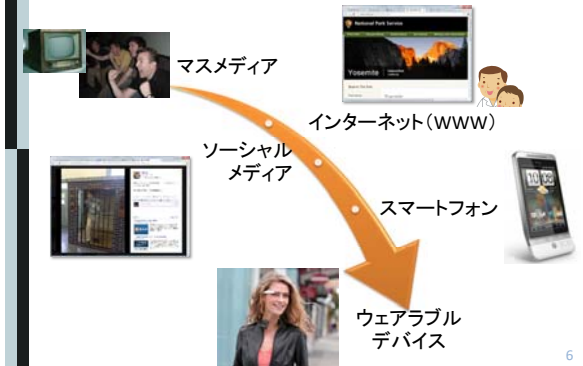 マスメディア
National Park Service
Yosemite
インターネット（WWW）
ソーシャル
メディア
スマートフォン
10 08
ウェアラブル
デバイス
6